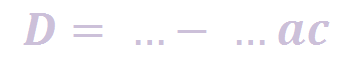 D = ... − ... ac